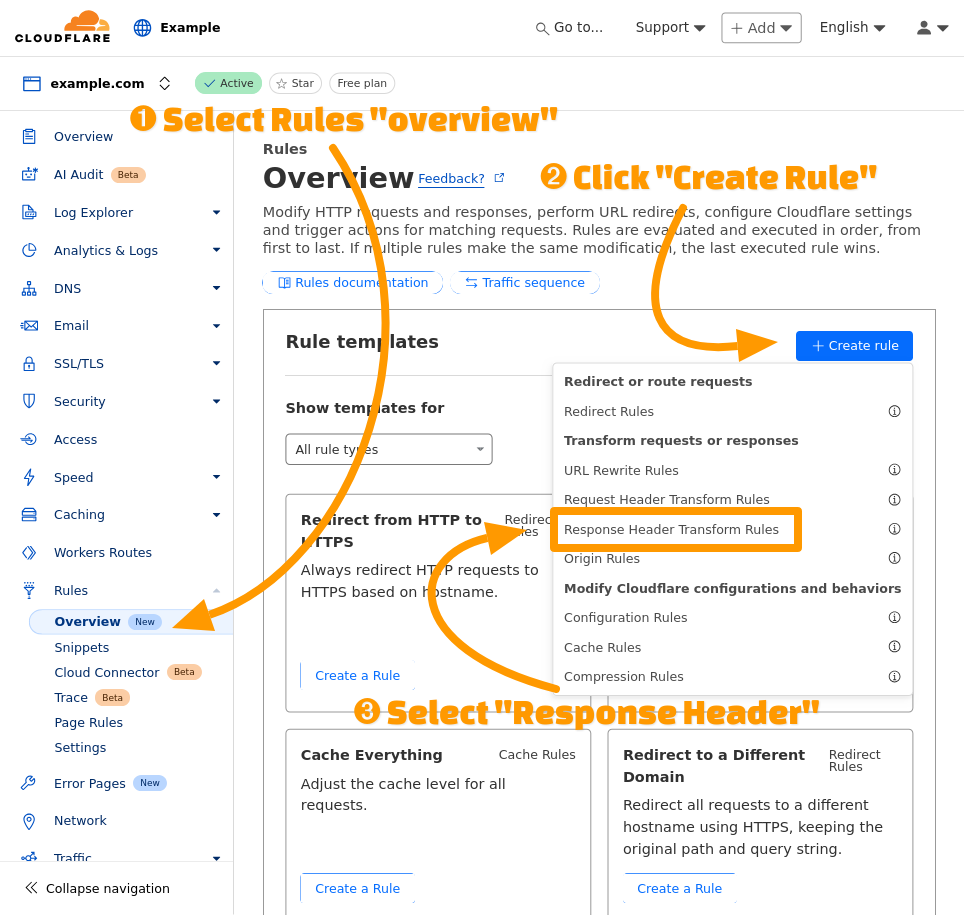 CLOUDFLARE
Example
Go to...
Support
+ Add
English
example.com
Active
Star
Free plan
❶ Select Rules "overview"
Overview
AI Audit Beta
Log Explorer
Analytics & Logs
DNS
Email
SSL/TLS
Security
Access
Speed
Caching
Workers Routes
Rules
Overview New
Snippets
Cloud Connector Beta
Trace Beta
Page Rules
Settings
Error Pages New
Network
Traffic
Collapse navigation
Rules
Overview Feedback?
❷ Click "Create Rule"
Modify HTTP requests and responses, perform URL redirects, configure Cloudflare settings
and trigger actions for matching requests. Rules are evaluated and executed in order, from
first to last. If multiple rules make the same modification, the last executed rule wins.
Rules documentation
Traffic sequence
Rule templates
+ Create rule
Show templates for
All rule types
Redirect or route requests
Redirect Rules
Transform requests or responses
URL Rewrite Rules
Request Header Transform Rules
Response Header Transform Rules
Origin Rules
Modify Cloudflare configurations and behaviors
Configuration Rules
Cache Rules
Compression Rules
Redirect from HTTP to
HTTPS
Redirect
Rules
Always redirect HTTP requests to
HTTPS based on hostname.
Create a Rule
❸ Select "Response Header"
Cache Everything
Cache Rules
Adjust the cache level for all
requests.
Create a Rule
Redirect to a Different
Domain
Redirect
Rules
Redirect all requests to a different
hostname using HTTPS, keeping the
original path and query string.
Create a Rule